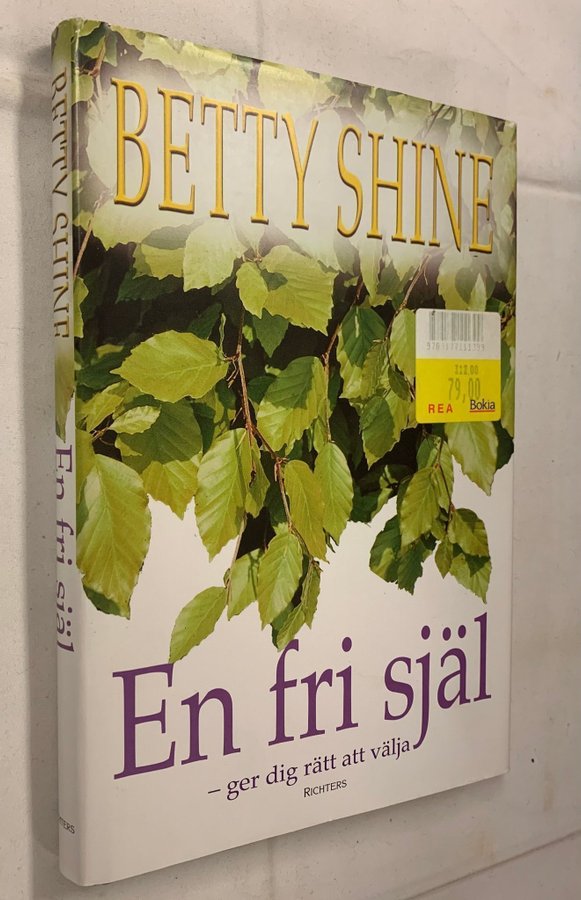 BETTY SHINE
En fri själ
BETTY SHINE
79,00
REA Bokia
En fri själ
– ger dig rätt att välja
RICHTERS